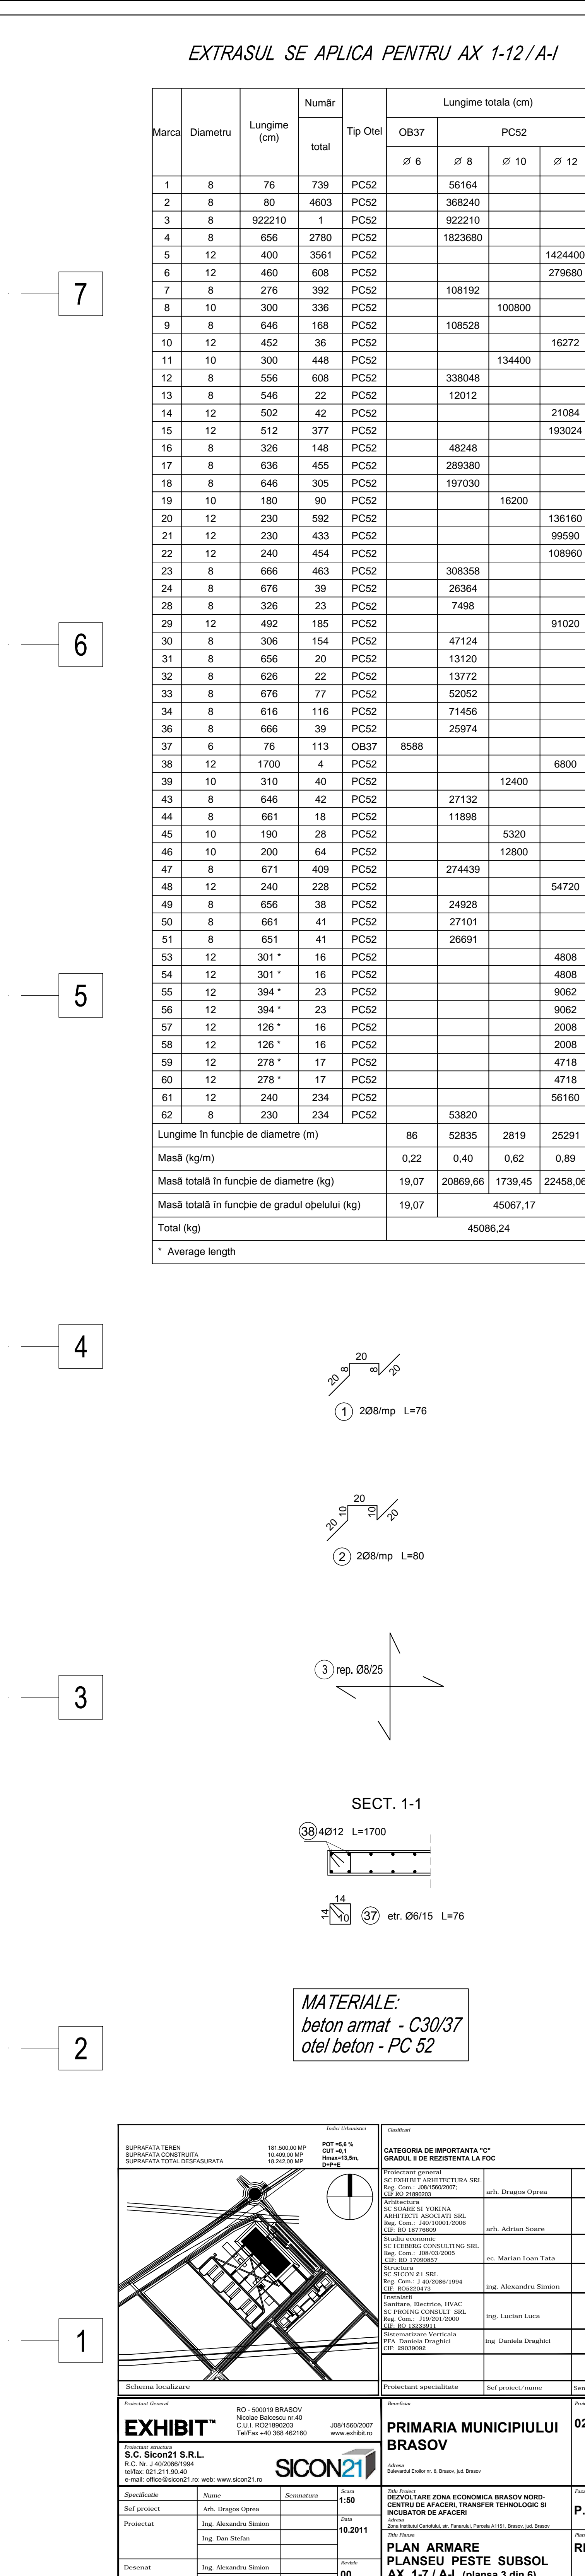 EXTRASUL SE APLICA PENTRU AX 1-12 / A-I
Marca Diametru Lungime (cm) Număr total Tip Otel Lungime totala (cm)
OB37 PC52
Ø 6 Ø 8 Ø 10 Ø 12
1 8 76 739 PC52 56164
2 8 80 4603 PC52 368240
3 8 922210 1 PC52 922210
4 8 656 2780 PC52 1823680
5 12 400 3561 PC52 1424400
6 12 460 608 PC52 279680
7 8 276 392 PC52 108192
7
8 10 300 336 PC52 100800
9 8 646 168 PC52 108528
10 12 452 36 PC52 16272
11 10 300 448 PC52 134400
12 8 556 608 PC52 338048
13 8 546 22 PC52 12012
14 12 502 42 PC52 21084
15 12 512 377 PC52 193024
16 8 326 148 PC52 48248
17 8 636 455 PC52 289380
18 8 646 305 PC52 197030
19 10 180 90 PC52 16200
20 12 230 592 PC52 136160
21 12 230 433 PC52 99590
22 12 240 454 PC52 108960
23 8 666 463 PC52 308358
24 8 676 39 PC52 26364
28 8 326 23 PC52 7498
29 12 492 185 PC52 91020
30 8 306 154 PC52 47124
6
31 8 656 20 PC52 13120
32 8 626 22 PC52 13772
33 8 676 77 PC52 52052
34 8 616 116 PC52 71456
36 8 666 39 PC52 25974
37 6 76 113 OB37 8588
38 12 1700 4 PC52 6800
39 10 310 40 PC52 12400
43 8 646 42 PC52 27132
44 8 661 18 PC52 11898
45 10 190 28 PC52 5320
46 10 200 64 PC52 12800
47 8 671 409 PC52 274439
48 12 240 228 PC52 54720
49 8 656 38 PC52 24928
50 8 661 41 PC52 27101
51 8 651 41 PC52 26691
53 12 301 * 16 PC52 4808
54 12 301 * 16 PC52 4808
55 12 394 * 23 PC52 9062
5
56 12 394 * 23 PC52 9062
57 12 126 * 16 PC52 2008
58 12 126 * 16 PC52 2008
59 12 278 * 17 PC52 4718
60 12 278 * 17 PC52 4718
61 12 240 234 PC52 56160
62 8 230 234 PC52 53820
Lungime în funcþie de diametre (m) 86 52835 2819 25291
Masã (kg/m) 0,22 0,40 0,62 0,89
Masã totalã în funcþie de diametre (kg) 19,07 20869,66 1739,45 22458,06
Masã totalã în funcþie de gradul oþelului (kg) 19,07 45067,17
Total (kg) 45086,24
* Average length
4
20
20 8 8 20
1 2Ø8/mp L=76
20
20 10 10 20
2 2Ø8/mp L=80
3 rep. Ø8/25
3
SECT. 1-1
38 4Ø12 L=1700
14
14 10 37 etr. Ø6/15 L=76
MATERIALE:
beton armat - C30/37
otel beton - PC 52
2
Indici Urbanistici
SUPRAFATA TEREN 181.500,00 MP
SUPRAFATA CONSTRUITA 10.409,00 MP
SUPRAFATA TOTAL DESFASURATA 18.242,00 MP
POT =5,6 %
CUT =0,1
Hmax=13,5m,
D+P+E
Clasificari
CATEGORIA DE IMPORTANTA "C"
GRADUL II DE REZISTENTA LA FOC
Proiectant general
SC EXHIBIT ARHITECTURA SRL
Reg. Com.: J08/1560/2007;
CIF RO 21890203 arh. Dragos Oprea
Arhitectura
SC SOARE SI YOKINA
ARHITECTI ASOCIATI SRL
Reg. Com.: J40/10001/2006
CIF: RO 18776609 arh. Adrian Soare
Studiu economic
SC ICEBERG CONSULTING SRL
Reg. Com.: J08/03/2005
CIF: RO 17090857 ec. Marian Ioan Tata
Structura
SC SICON 21 SRL
Reg. Com.: J 40/2086/1994
CIF: RO5220473 ing. Alexandru Simion
Instalatii
Sanitare, Electrice, HVAC
SC PROING CONSULT SRL
Reg. Com.: J19/201/2000
CIF: RO 13233911 ing. Lucian Luca
Sistematizare Verticala
PFA Daniela Draghici
CIF: 29039092 ing Daniela Draghici
1
Schema localizare
Proiectant specialitate Sef proiect/nume
Proiectant General
EXHIBIT™
RO - 500019 BRASOV
Nicolae Balcescu nr.40
C.U.I. RO21890203 J08/1560/2007
Tel/Fax +40 368 462160 www.exhibit.ro
Proiectant structura
S.C. Sicon21 S.R.L.
R.C. Nr. J 40/2086/1994
tel/fax: 021.211.90.40
e-mail: office@sicon21.ro: web: www.sicon21.ro
SICON21
Beneficiar
PRIMARIA MUNICIPIULUI
BRASOV
Adresa
Bulevardul Eroilor nr. 8, Brasov, jud. Brasov
02
Specificatie Nume Semnatura
Sef proiect Arh. Dragos Oprea
Proiectat Ing. Alexandru Simion
Ing. Dan Stefan
Desenat Ing. Alexandru Simion
Scara
1:50
Data
10.2011
Revizie
00
Titlu Proiect
DEZVOLTARE ZONA ECONOMICA BRASOV NORD-
CENTRU DE AFACERI, TRANSFER TEHNOLOGIC SI
INCUBATOR DE AFACERI
Adresa
Zona Institutul Cartofului, str. Fanarului, Parcela A1151, Brasov, jud. Brasov
Titlu Plansa
PLAN ARMARE
PLANSEU PESTE SUBSOL
AX 1-7 / A-I (plansa 3 din 6)
P.